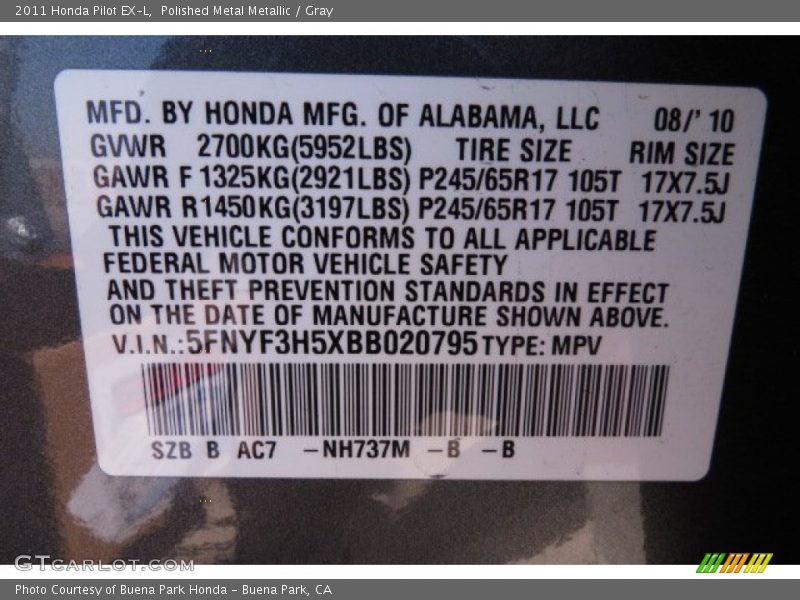 2011 Honda Pilot EX-L, Polished Metal Metallic / Gray
MFD. BY HONDA MFG. OF ALABAMA, LLC 08/' 10
GVWR 2700KG(5952LBS) TIRE SIZE RIM SIZE
GAWR F 1325KG(2921LBS) P245/65R17 105T 17X7.5J
GAWR R1450KG(3197LBS) P245/65R17 105T 17X7.5J
THIS VEHICLE CONFORMS TO ALL APPLICABLE
FEDERAL MOTOR VEHICLE SAFETY
AND THEFT PREVENTION STANDARDS IN EFFECT
ON THE DATE OF MANUFACTURE SHOWN ABOVE.
V.I.N.:5FNYF3H5XBB020795 TYPE: MPV
SZB B AC7 –NH737M –B –B
GTcarlot.com
Photo Courtesy of Buena Park Honda – Buena Park, CA